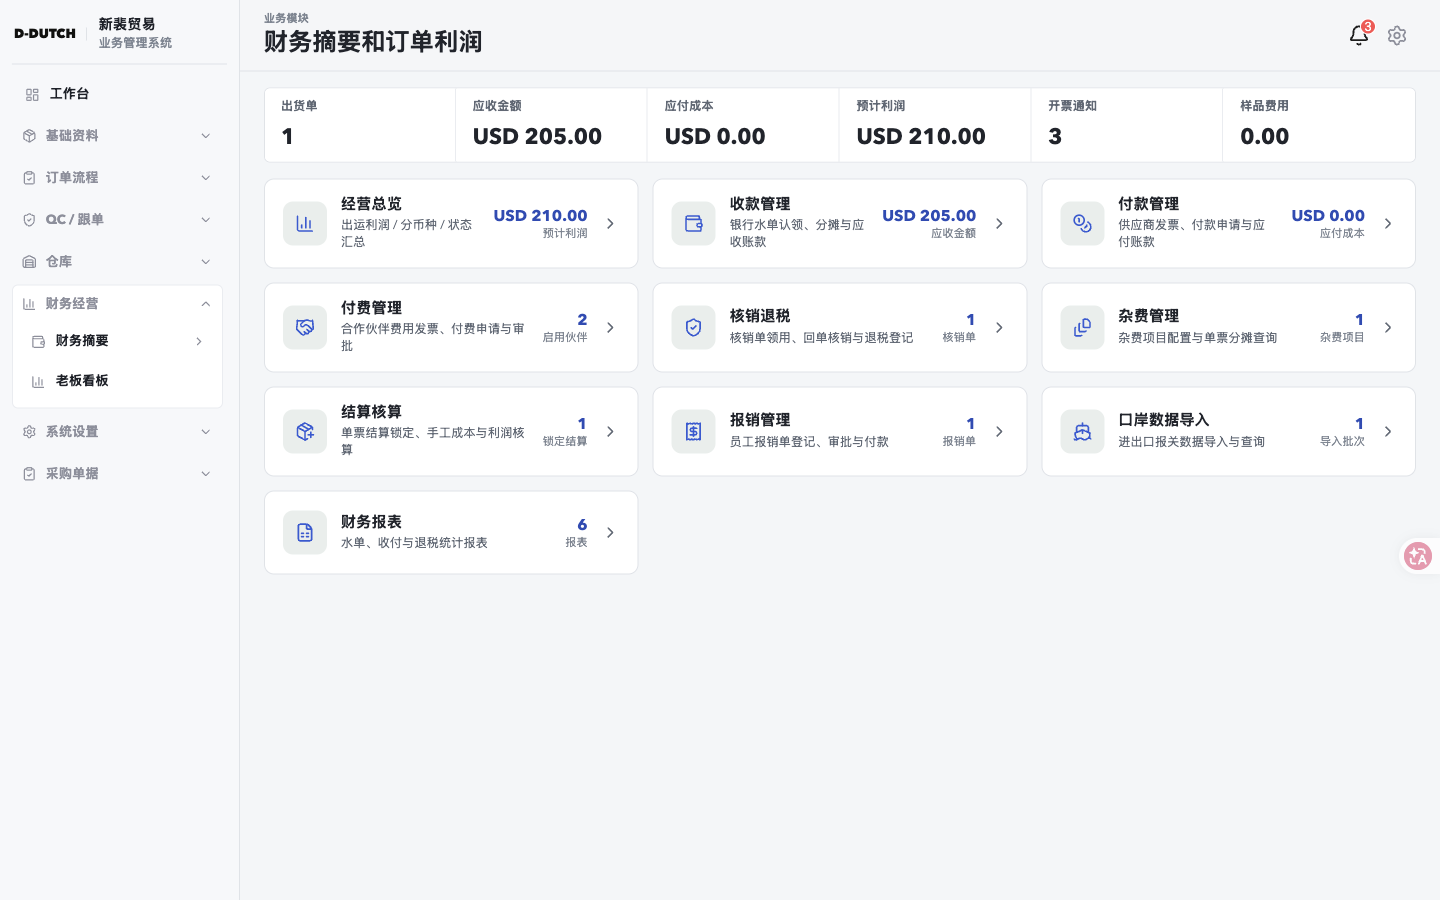 D-DUTCH
新裴贸易
业务管理系统
工作台
基础资料
订单流程
QC / 跟单
仓库
财务经营
财务摘要
老板看板
系统设置
采购单据
业务模块
财务摘要和订单利润
3
出货单
1
应收金额
USD 205.00
应付成本
USD 0.00
预计利润
USD 210.00
开票通知
3
样品费用
0.00
经营总览
出运利润 / 分币种 / 状态
汇总
USD 210.00
预计利润
收款管理
银行水单认领、分摊与应
收账款
USD 205.00
应收金额
付款管理
供应商发票、付款申请与应
付账款
USD 0.00
应付成本
付费管理
合作伙伴费用发票、付费申请与审
批
2
启用伙伴
核销退税
核销单领用、回单核销与退税登记
1
核销单
杂费管理
杂费项目配置与单票分摊查询
1
杂费项目
结算核算
单票结算锁定、手工成本与利润核
算
1
锁定结算
报销管理
员工报销单登记、审批与付款
1
报销单
口岸数据导入
进出口报关数据导入与查询
1
导入批次
财务报表
水单、收付与退税统计报表
6
报表